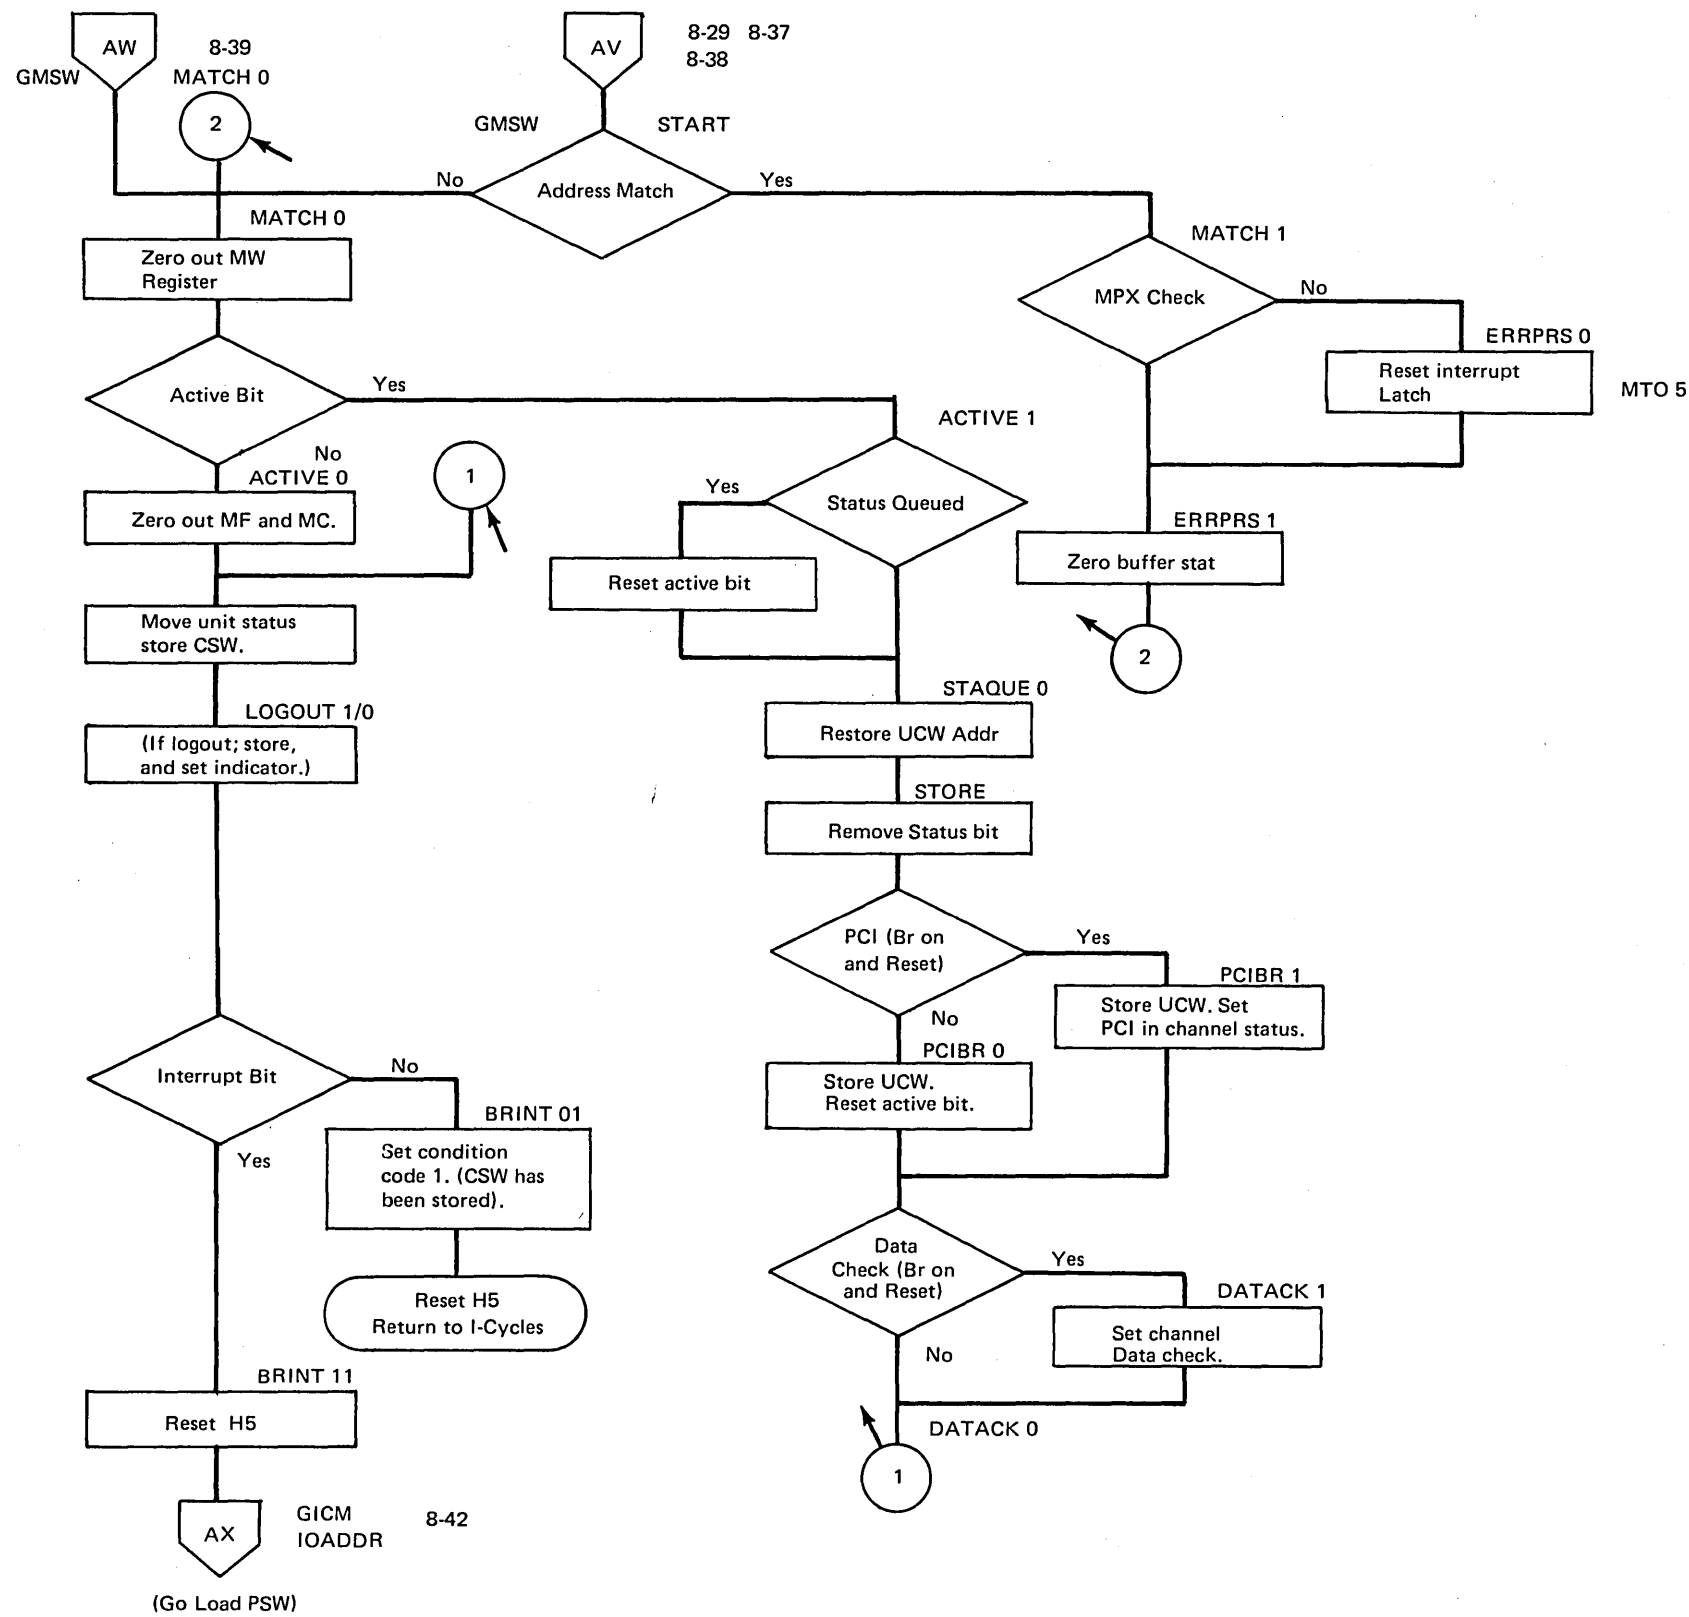 AW
8-39
GMSW
MATCH 0
2
AV
8-29 8-37
8-38
GMSW
START
No
Address Match
Yes
MATCH 0
Zero out MW
Register
MATCH 1
MPX Check
No
ERRPRS 0
Reset interrupt
Latch
MTO 5
Active Bit
Yes
No
ACTIVE 0
Zero out MF and MC.
1
ACTIVE 1
Yes
Status Queued
Reset active bit
ERRPRS 1
Zero buffer stat
2
Move unit status
store CSW.
LOGOUT 1/0
(If logout; store,
and set indicator.)
STAQUE 0
Restore UCW Addr
STORE
Remove Status bit
PCI (Br on
and Reset)
Yes
No
PCIBR 1
Store UCW. Set
PCI in channel status.
PCIBR 0
Store UCW.
Reset active bit.
Interrupt Bit
No
Yes
BRINT 01
Set condition
code 1. (CSW has
been stored).
Reset H5
Return to I-Cycles
Data
Check (Br on
and Reset)
Yes
No
DATACK 1
Set channel
Data check.
DATACK 0
1
BRINT 11
Reset H5
AX
GICM
IOADDR
8-42
(Go Load PSW)